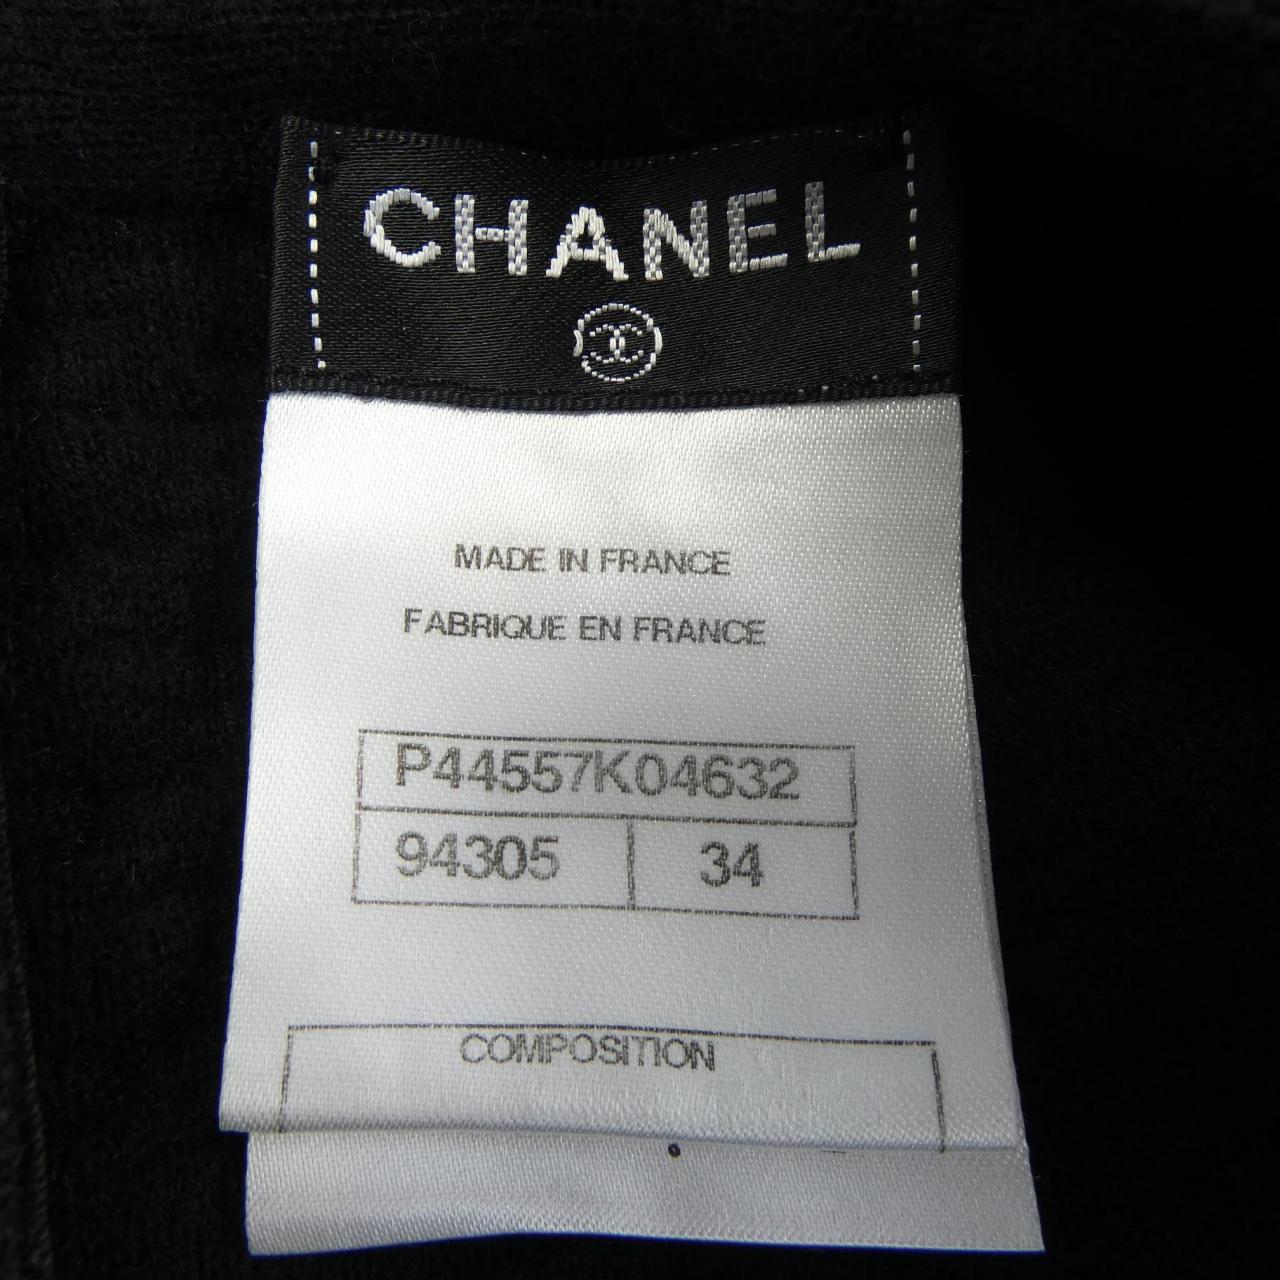 CHANEL
MADE IN FRANCE
FABRIQUE EN FRANCE
P44557K04632
94305 34
COMPOSITION